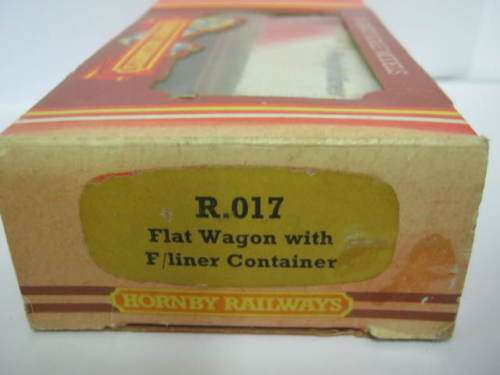 R.017
Flat Wagon with
F/liner Container
HORNBY RAILWAYS